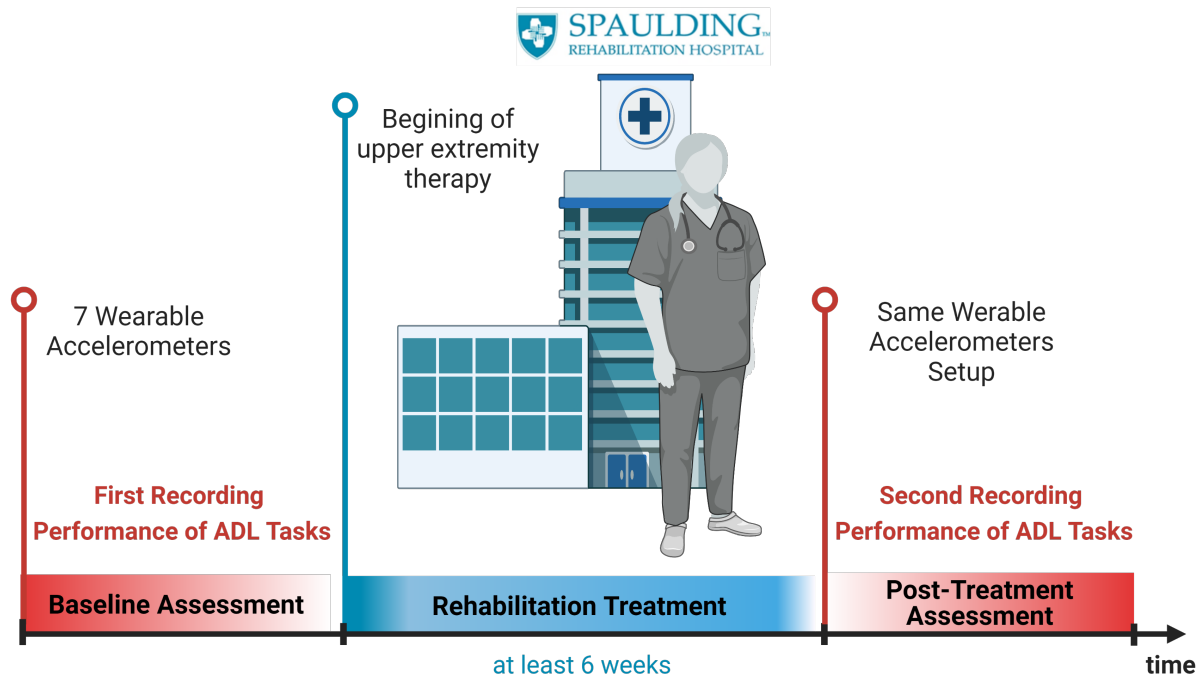 SPAULDING™
REHABILITATION HOSPITAL
Begining of
upper extremity
therapy
7 Wearable
Accelerometers
Same Werable
Accelerometers
Setup
First Recording
Performance of ADL Tasks
Second Recording
Performance of ADL Tasks
Baseline Assessment
Rehabilitation Treatment
Post-Treatment
Assessment
at least 6 weeks
time